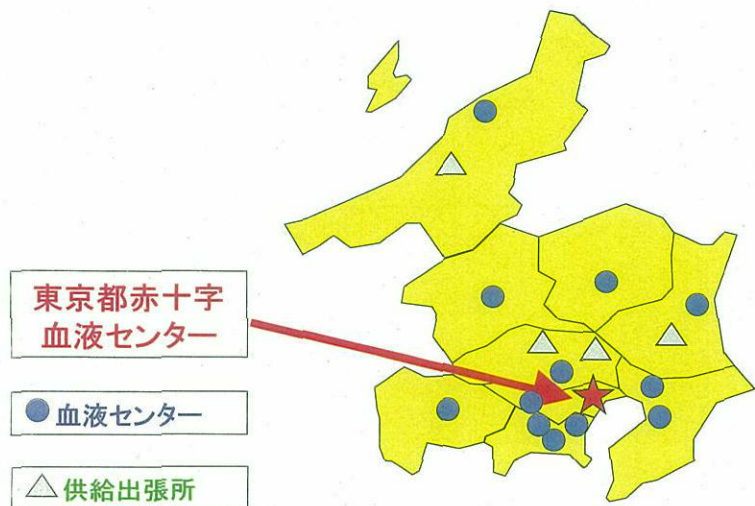 東京都赤十字
血液センター
血液センター
供給出張所